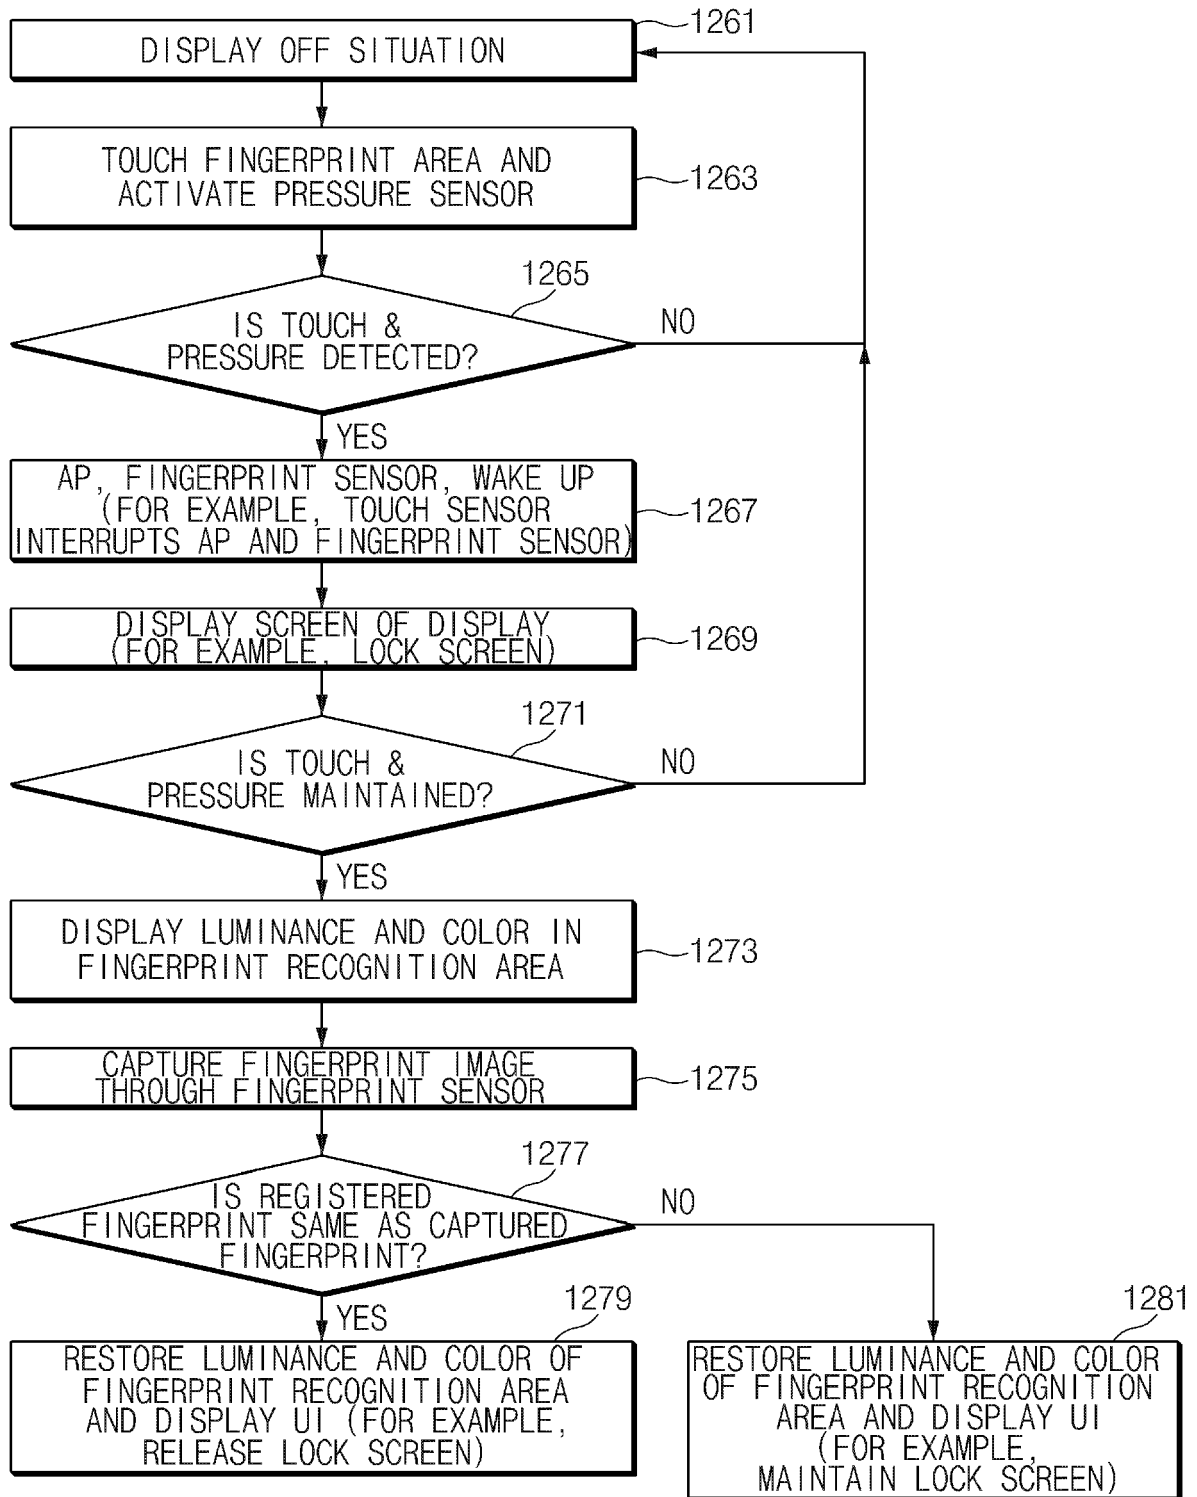 1261
DISPLAY OFF SITUATION
TOUCH FINGERPRINT AREA AND
ACTIVATE PRESSURE SENSOR
1263
1265
IS TOUCH &
PRESSURE DETECTED?
NO
YES
AP, FINGERPRINT SENSOR, WAKE UP
(FOR EXAMPLE, TOUCH SENSOR
INTERRUPTS AP AND FINGERPRINT SENSOR)
1267
DISPLAY SCREEN OF DISPLAY
(FOR EXAMPLE, LOCK SCREEN)
1269
1271
IS TOUCH &
PRESSURE MAINTAINED?
NO
YES
DISPLAY LUMINANCE AND COLOR IN
FINGERPRINT RECOGNITION AREA
1273
CAPTURE FINGERPRINT IMAGE
THROUGH FINGERPRINT SENSOR
1275
1277
IS REGISTERED
FINGERPRINT SAME AS CAPTURED
FINGERPRINT?
NO
YES
1279
RESTORE LUMINANCE AND COLOR OF
FINGERPRINT RECOGNITION AREA
AND DISPLAY UI (FOR EXAMPLE,
RELEASE LOCK SCREEN)
1281
RESTORE LUMINANCE AND COLOR
OF FINGERPRINT RECOGNITION
AREA AND DISPLAY UI
(FOR EXAMPLE,
MAINTAIN LOCK SCREEN)